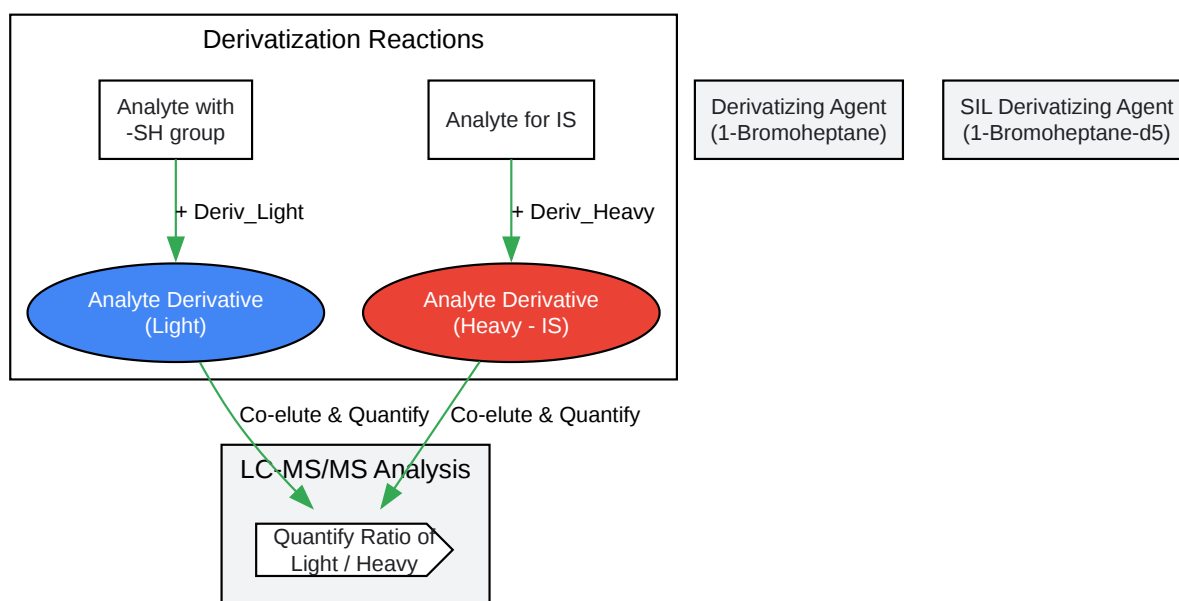 Derivatization Reactions
Analyte with
-SH group
Analyte for IS
Derivatizing Agent
(1-Bromoheptane)
SIL Derivatizing Agent
(1-Bromoheptane-d5)
+ Deriv_Light
+ Deriv_Heavy
Analyte Derivative
(Light)
Analyte Derivative
(Heavy - IS)
Co-elute & Quantify
Co-elute & Quantify
LC-MS/MS Analysis
Quantify Ratio of
Light / Heavy